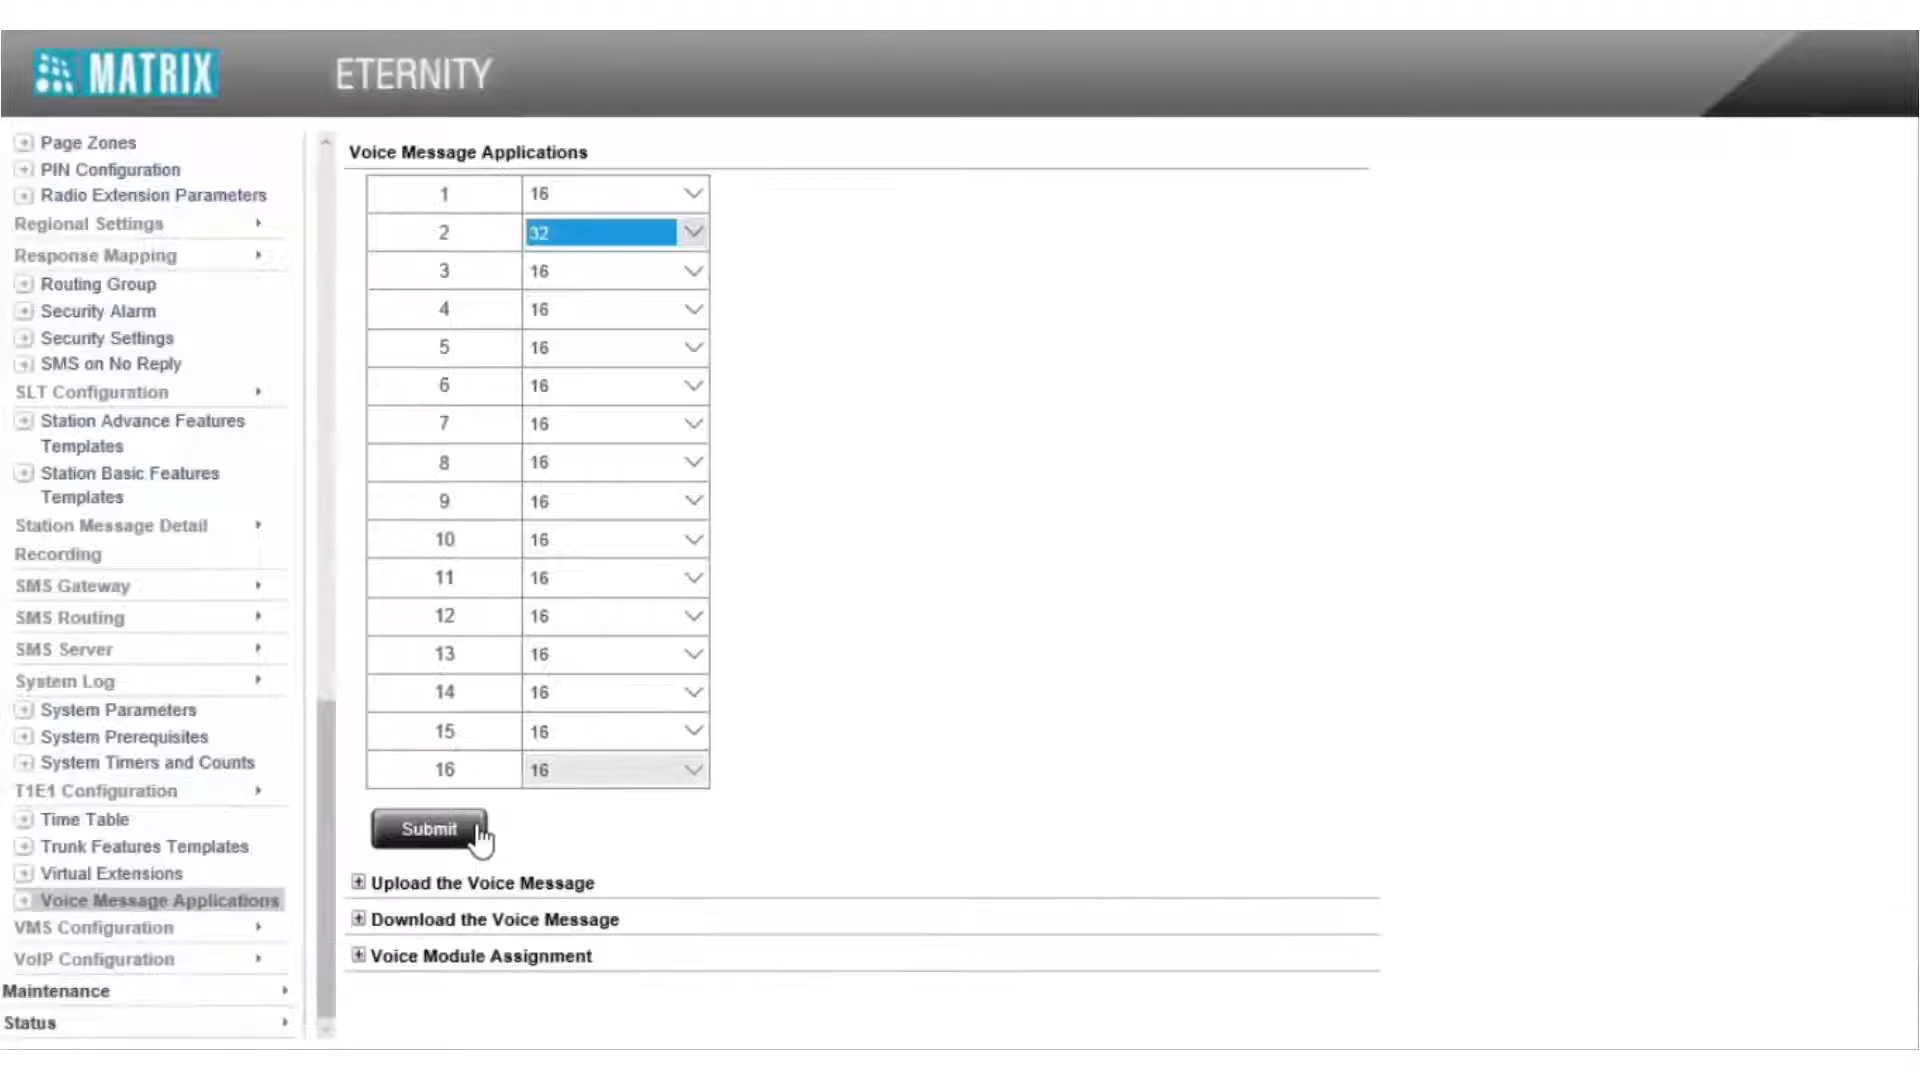 MATRIX
ETERNITY
Page Zones
PIN Configuration
Radio Extension Parameters
Regional Settings
Response Mapping
Routing Group
Security Alarm
Security Settings
SMS on No Reply
SLT Configuration
Station Advance Features
Templates
Station Basic Features
Templates
Station Message Detail
Recording
SMS Gateway
SMS Routing
SMS Server
System Log
System Parameters
System Prerequisites
System Timers and Counts
T1E1 Configuration
Time Table
Trunk Features Templates
Virtual Extensions
Voice Message Applications
VMS Configuration
VoIP Configuration
Maintenance
Status
Voice Message Applications
1 16
2 32
3 16
4 16
5 16
6 16
7 16
8 16
9 16
10 16
11 16
12 16
13 16
14 16
15 16
16 16
Submit
Upload the Voice Message
Download the Voice Message
Voice Module Assignment